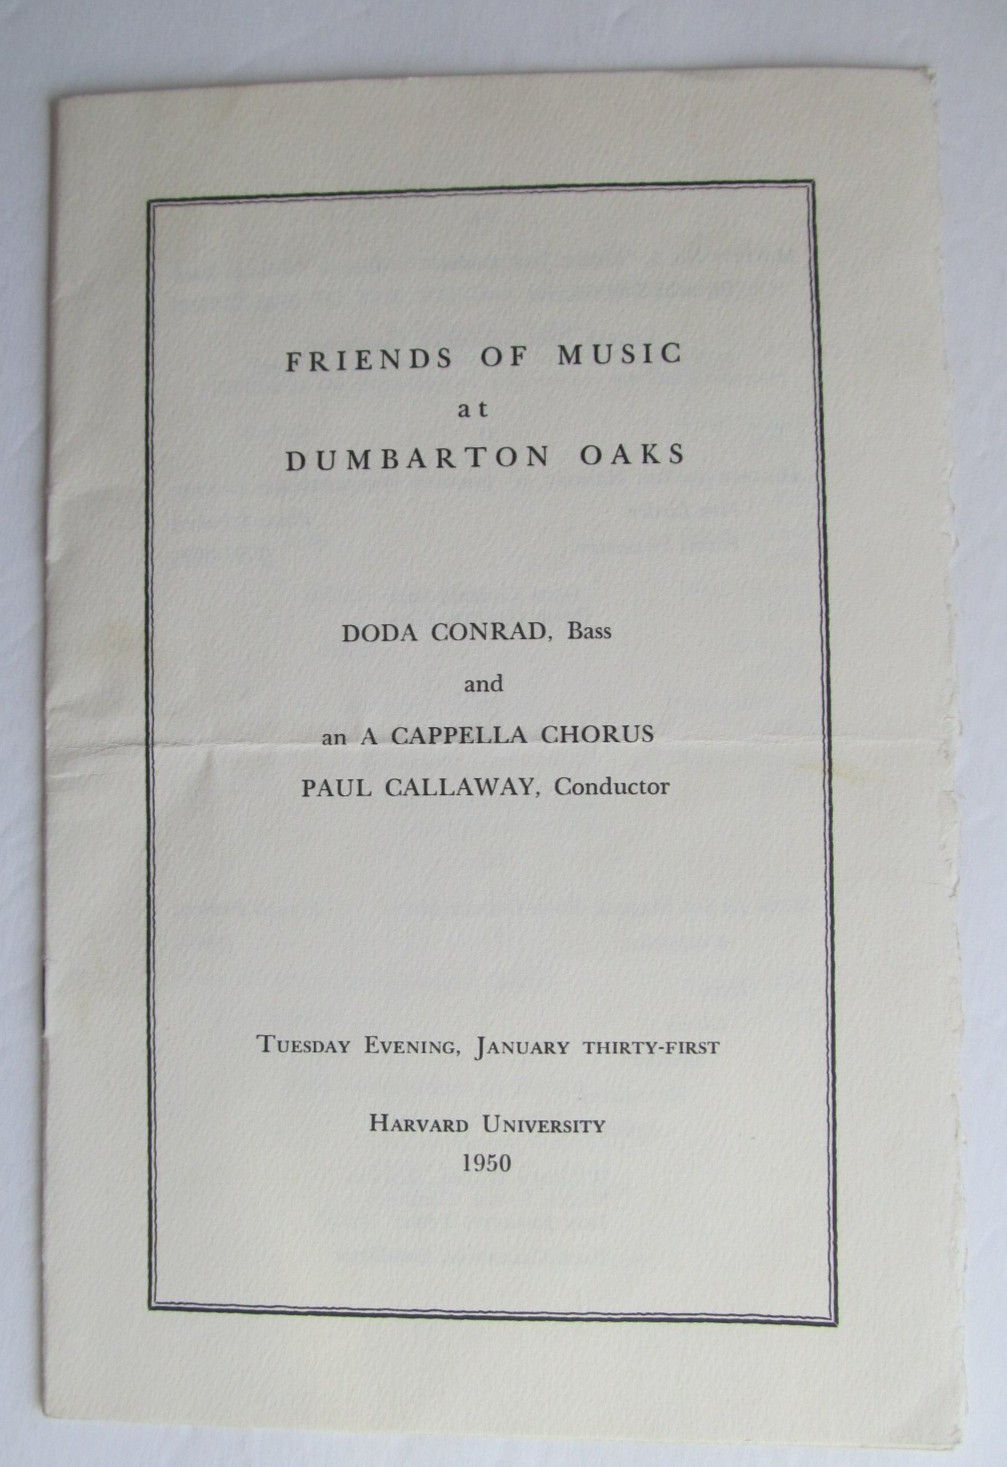 FRIENDS OF MUSIC
at
DUMBARTON OAKS
DODA CONRAD, Bass
and
an A CAPPELLA CHORUS
PAUL CALLAWAY, Conductor
TUESDAY EVENING, JANUARY THIRTY-FIRST
HARVARD UNIVERSITY
1950